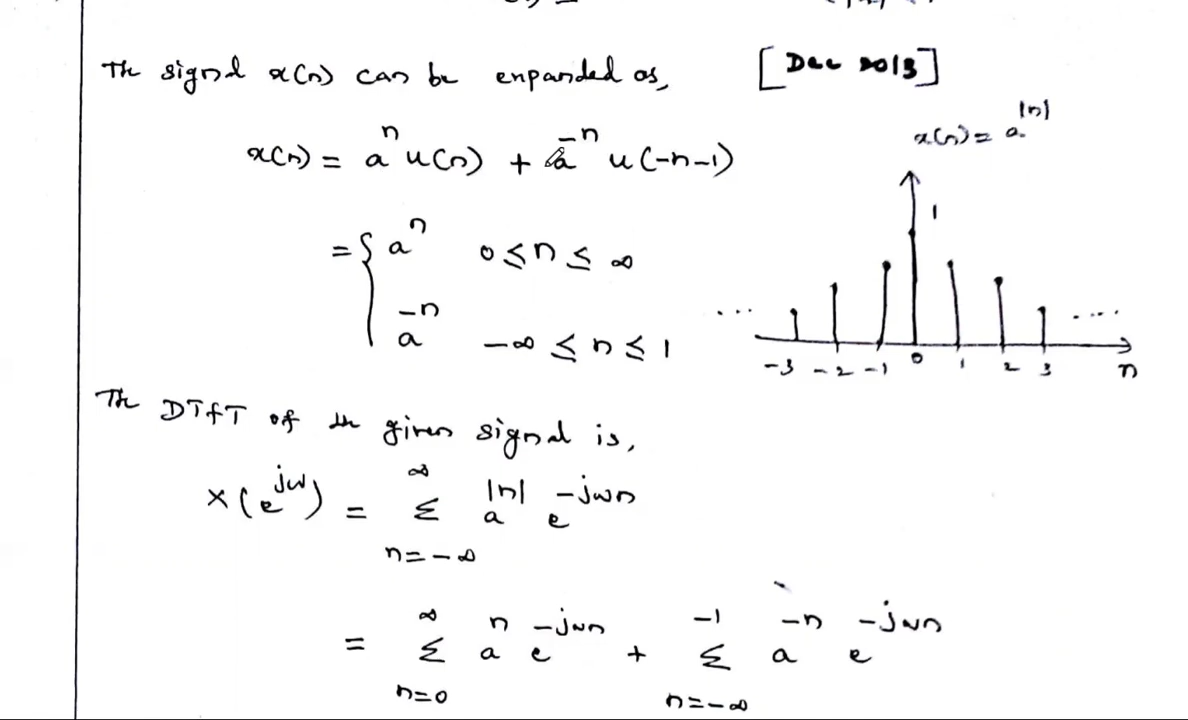 The signal x(n) can be expanded as, [Dec 2013]
x(n) = a^|n|
x(n) = a^n u(n) + a^-n u(-n-1)
= { a^n 0 ≤ n ≤ ∞
a^-n -∞ ≤ n ≤ 1
1
... ....
-3 -2 -1 0 1 2 3 n
The DTFT of the given signal is,
X(e^jω) = Σ_{n=-∞}^{∞} a^|n| e^-jωn
= Σ_{n=0}^{∞} a^n e^-jωn + Σ_{n=-∞}^{-1} a^-n e^-jωn